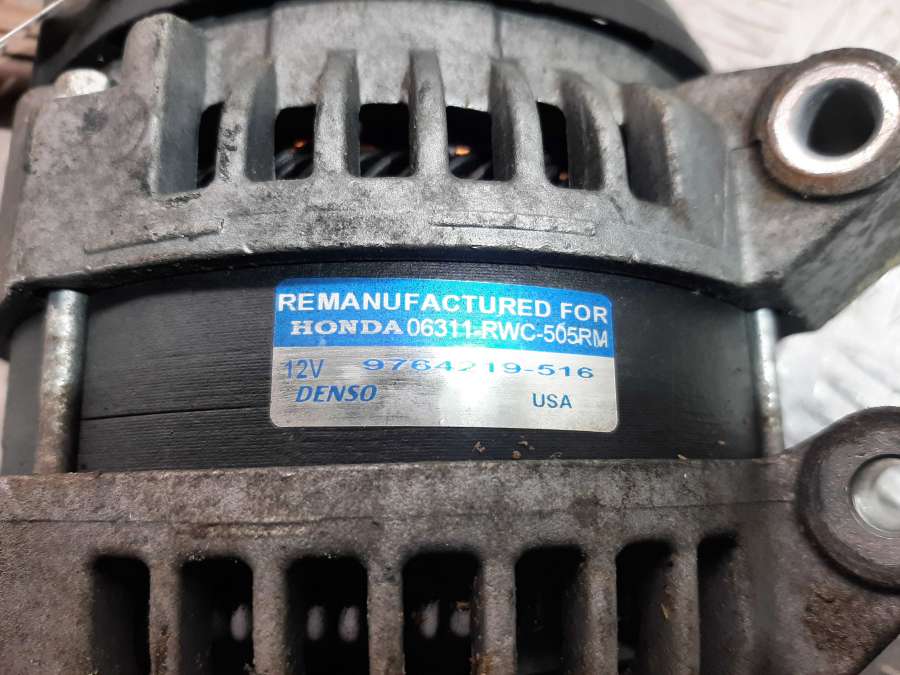 REMANUFACTURED FOR
HONDA 06311-RWC-505RM
12V 9764219-516
DENSO USA